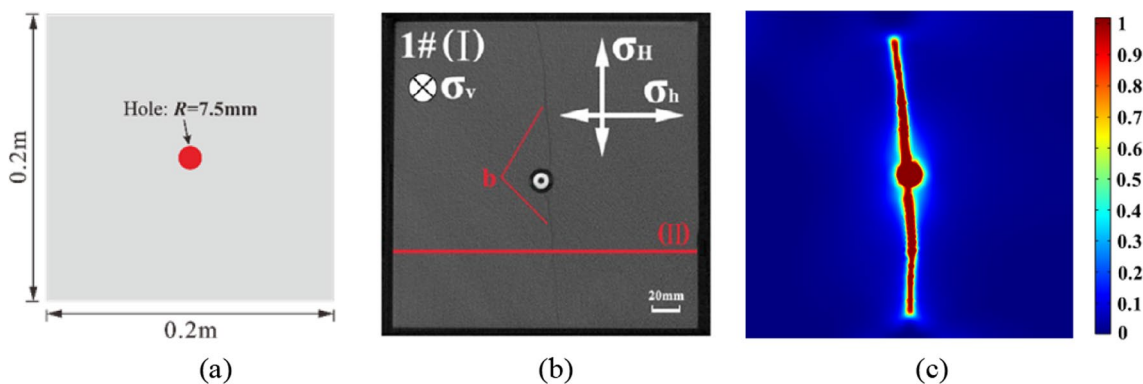 Hole: R=7.5mm
0.2m
0.2m
(a)
1# (I)
σH
σv
σh
b
(II)
20mm
(b)
1
0.9
0.8
0.7
0.6
0.5
0.4
0.3
0.2
0.1
0
(c)